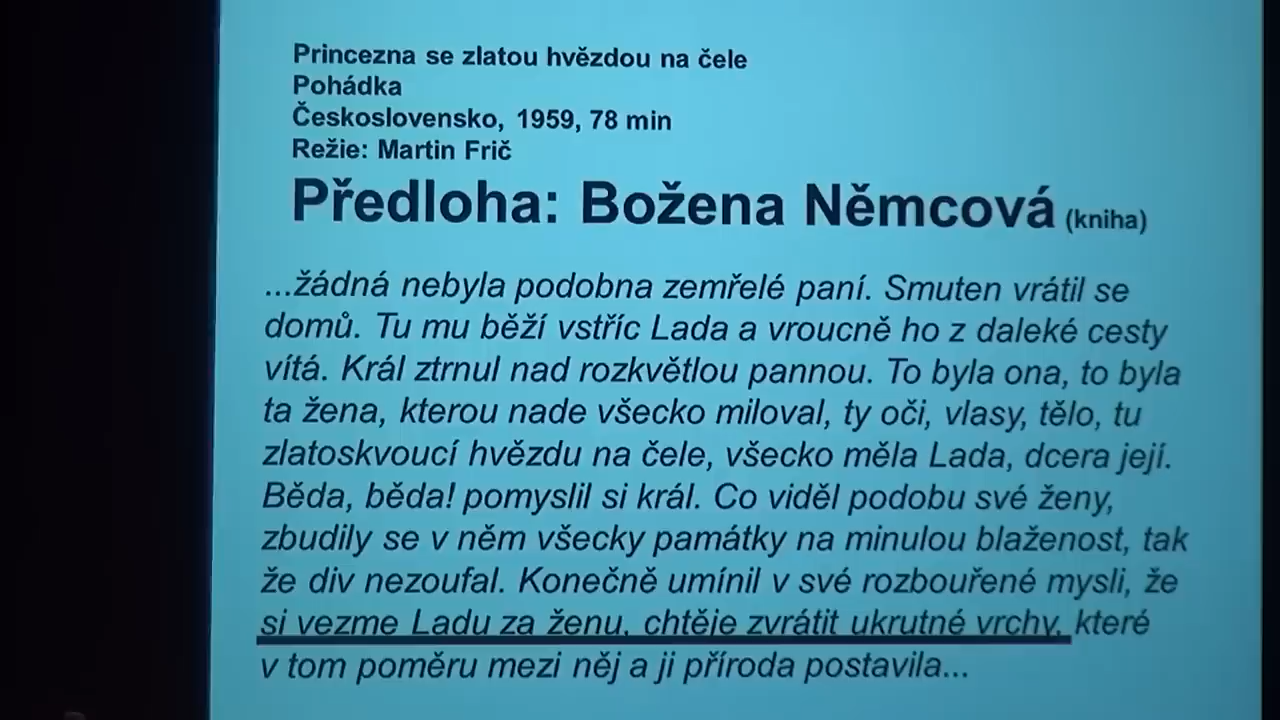 Princezna se zlatou hvězdou na čele
Pohádka
Československo, 1959, 78 min
Režie: Martin Frič
Předloha: Božena Němcová (kniha)
...žádná nebyla podobna zemřelé paní. Smuten vrátil se
domů. Tu mu běží vstříc Lada a vroucně ho z daleké cesty
vítá. Král ztrnul nad rozkvětlou pannou. To byla ona, to byla
ta žena, kterou nade všecko miloval, ty oči, vlasy, tělo, tu
zlatoskvoucí hvězdu na čele, všecko měla Lada, dcera její.
Běda, běda! pomyslil si král. Co viděl podobu své ženy,
zbudily se v něm všecky památky na minulou blaženost, tak
že div nezoufal. Konečně umínil v své rozbouřené mysli, že
si vezme Ladu za ženu, chtěje zvrátit ukrutné vrchy, které
v tom poměru mezi něj a ji příroda postavila...